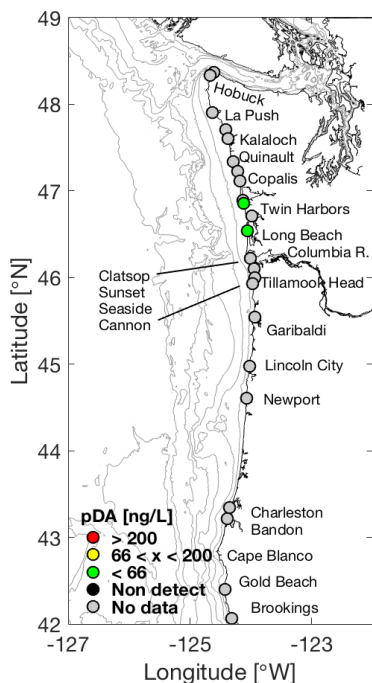 49
48
47
46
45
44
43
42
Latitude [°N]
Hobuck
La Push
Kalaloch
Quinault
Copalis
Twin Harbors
Long Beach
Columbia R.
Clatsop
Sunset
Seaside
Cannon
Tillamook Head
Garibaldi
Lincoln City
Newport
Charleston
Bandon
Cape Blanco
Gold Beach
Brookings
pDA [ng/L]
> 200
66 < x < 200
< 66
Non detect
No data
-127
-125
-123
Longitude [°W]